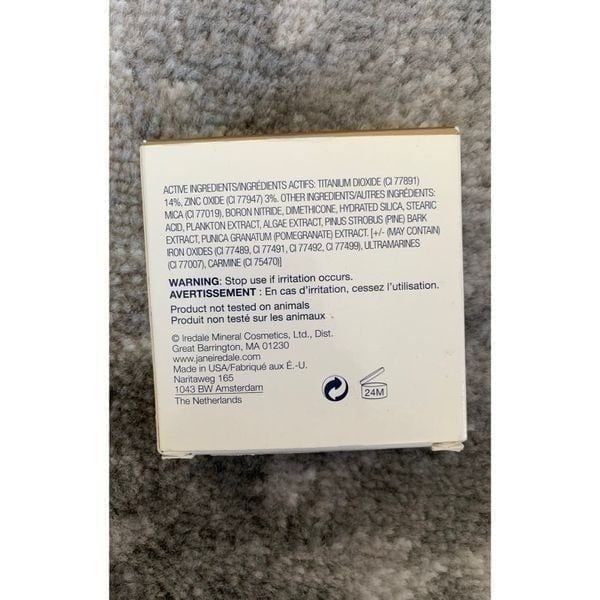 ACTIVE INGREDIENTS/INGRÉDIENTS ACTIFS: TITANIUM DIOXIDE (CI 77891)
14%, ZINC OXIDE (CI 77947) 3%. OTHER INGREDIENTS/AUTRES INGRÉDIENTS:
MICA (CI 77019), BORON NITRIDE, DIMETHICONE, HYDRATED SILICA, STEARIC
ACID, PLANKTON EXTRACT, ALGAE EXTRACT, PINUS STROBUS (PINE) BARK
EXTRACT, PUNICA GRANATUM (POMEGRANATE) EXTRACT. [+/- (MAY CONTAIN)
IRON OXIDES (CI 77489, CI 77491, CI 77492, CI 77499), ULTRAMARINES
(CI 77007), CARMINE (CI 75470)]
WARNING: Stop use if irritation occurs.
AVERTISSEMENT : En cas d'irritation, cessez l'utilisation.
Product not tested on animals
Produit non testé sur les animaux
© Iredale Mineral Cosmetics, Ltd., Dist.
Great Barrington, MA 01230
www.janeiredale.com
Made in USA/Fabriqué aux É.-U.
Naritaweg 165
1043 BW Amsterdam
The Netherlands
24M